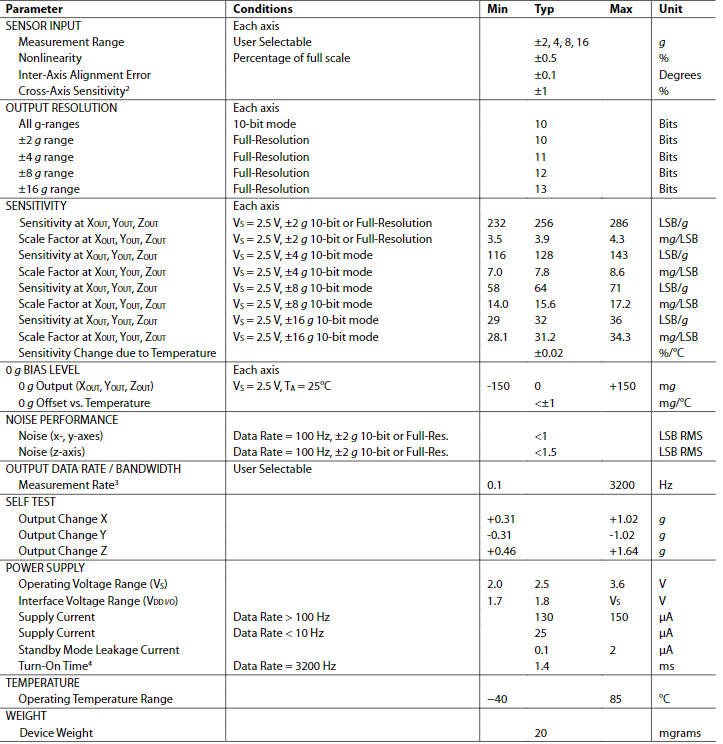 Parameter Conditions Min Typ Max Unit
SENSOR INPUT Each axis
Measurement Range User Selectable ±2, 4, 8, 16 g
Nonlinearity Percentage of full scale ±0.5 %
Inter-Axis Alignment Error ±0.1 Degrees
Cross-Axis Sensitivity² ±1 %
OUTPUT RESOLUTION Each axis
All g-ranges 10-bit mode 10 Bits
±2 g range Full-Resolution 10 Bits
±4 g range Full-Resolution 11 Bits
±8 g range Full-Resolution 12 Bits
±16 g range Full-Resolution 13 Bits
SENSITIVITY Each axis
Sensitivity at XOUT, YOUT, ZOUT VS = 2.5 V, ±2 g 10-bit or Full-Resolution 232 256 286 LSB/g
Scale Factor at XOUT, YOUT, ZOUT VS = 2.5 V, ±2 g 10-bit or Full-Resolution 3.5 3.9 4.3 mg/LSB
Sensitivity at XOUT, YOUT, ZOUT VS = 2.5 V, ±4 g 10-bit mode 116 128 143 LSB/g
Scale Factor at XOUT, YOUT, ZOUT VS = 2.5 V, ±4 g 10-bit mode 7.0 7.8 8.6 mg/LSB
Sensitivity at XOUT, YOUT, ZOUT VS = 2.5 V, ±8 g 10-bit mode 58 64 71 LSB/g
Scale Factor at XOUT, YOUT, ZOUT VS = 2.5 V, ±8 g 10-bit mode 14.0 15.6 17.2 mg/LSB
Sensitivity at XOUT, YOUT, ZOUT VS = 2.5 V, ±16 g 10-bit mode 29 32 36 LSB/g
Scale Factor at XOUT, YOUT, ZOUT VS = 2.5 V, ±16 g 10-bit mode 28.1 31.2 34.3 mg/LSB
Sensitivity Change due to Temperature ±0.02 %/°C
0 g BIAS LEVEL Each axis
0 g Output (XOUT, YOUT, ZOUT) VS = 2.5 V, TA = 25°C -150 0 +150 mg
0 g Offset vs. Temperature <±1 mg/°C
NOISE PERFORMANCE
Noise (x-, y-axes) Data Rate = 100 Hz, ±2 g 10-bit or Full-Res. <1 LSB RMS
Noise (z-axis) Data Rate = 100 Hz, ±2 g 10-bit or Full-Res. <1.5 LSB RMS
OUTPUT DATA RATE / BANDWIDTH User Selectable
Measurement Rate³ 0.1 3200 Hz
SELF TEST
Output Change X +0.31 +1.02 g
Output Change Y -0.31 -1.02 g
Output Change Z +0.46 +1.64 g
POWER SUPPLY
Operating Voltage Range (VS) 2.0 2.5 3.6 V
Interface Voltage Range (VDD I/O) 1.7 1.8 VS V
Supply Current Data Rate > 100 Hz 130 150 µA
Supply Current Data Rate < 10 Hz 25 µA
Standby Mode Leakage Current 0.1 2 µA
Turn-On Time⁴ Data Rate = 3200 Hz 1.4 ms
TEMPERATURE
Operating Temperature Range −40 85 °C
WEIGHT
Device Weight 20 mgrams